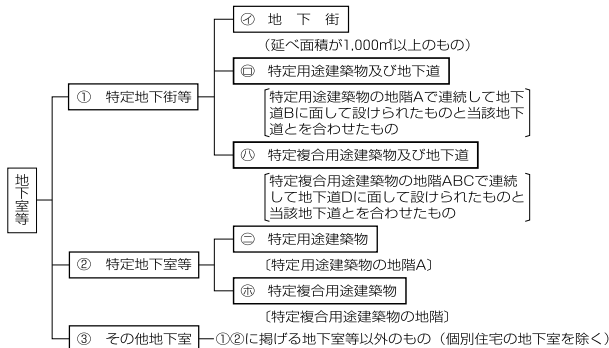 地下室等
① 特定地下街等
㋑ 地下街
(延べ面積が1,000㎡以上のもの)
㋺ 特定用途建築物及び地下道
特定用途建築物の地階Aで連続して地下
道Bに面して設けられたものと当該地下
道とを合わせたもの
㋩ 特定複合用途建築物及び地下道
特定複合用途建築物の地階ABCで連続
して地下道Dに面して設けられたものと
当該地下道とを合わせたもの
② 特定地下室等
㋥ 特定用途建築物
〔特定用途建築物の地階A〕
㋭ 特定複合用途建築物
〔特定複合用途建築物の地階〕
③ その他地下室
①②に掲げる地下室等以外のもの(個別住宅の地下室を除く)